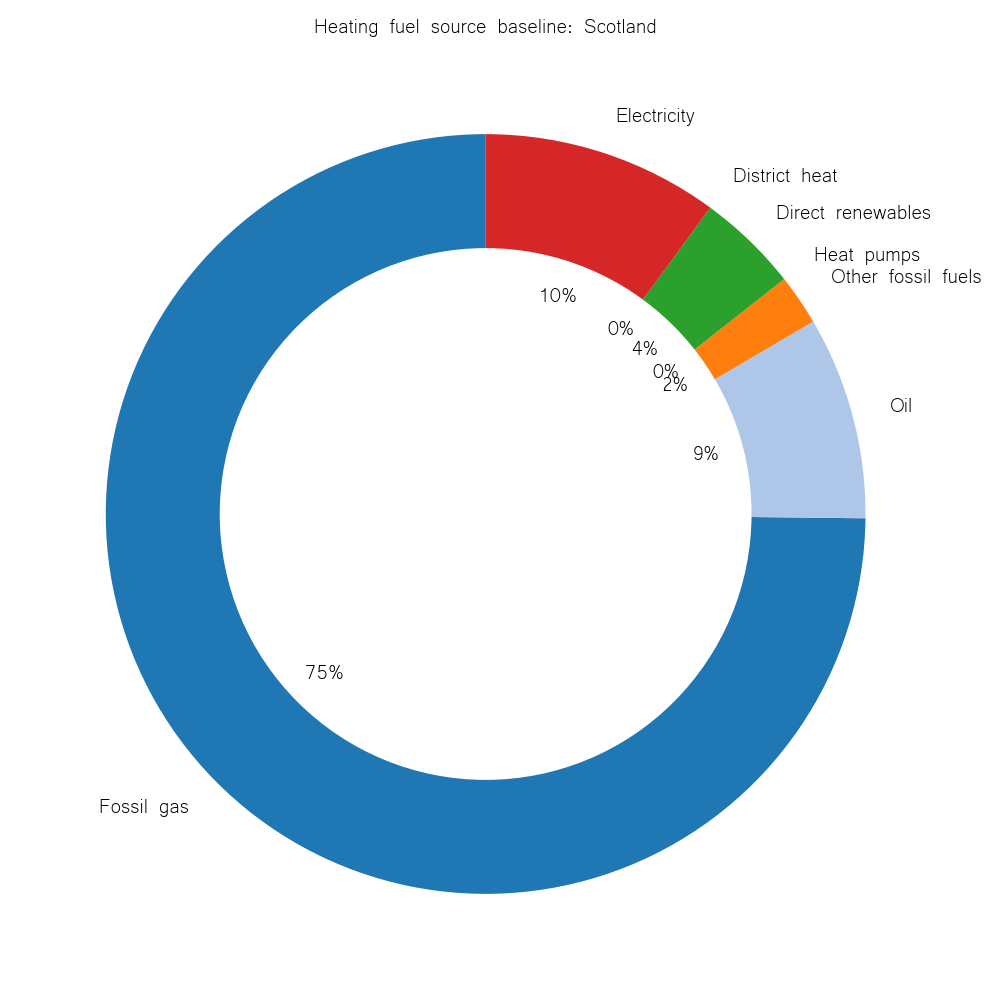 Heating fuel source baseline: Scotland
Electricity
District heat
Direct renewables
Heat pumps
Other fossil fuels
10%
0%
4%
0%
2%
Oil
9%
75%
Fossil gas